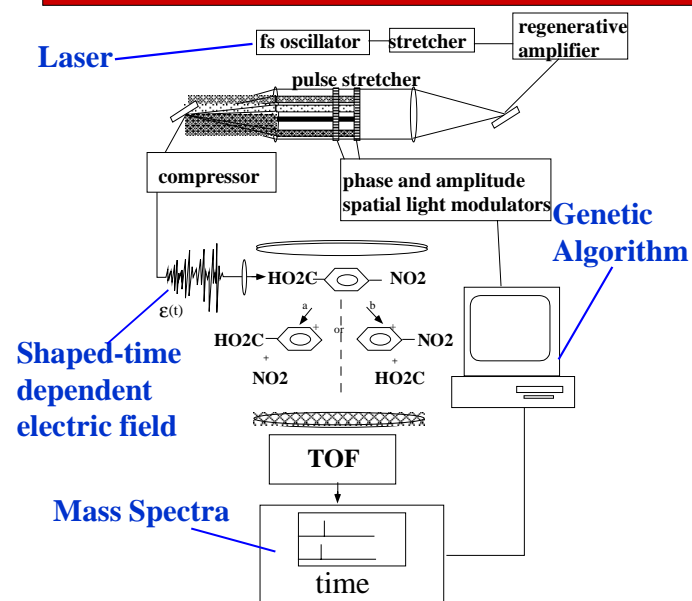 Laser
fs oscillator
stretcher
regenerative
amplifier
pulse stretcher
compressor
phase and amplitude
spatial light modulators
Genetic
Algorithm
ε(t)
HO2C
NO2
a
b
or
HO2C
+
+
NO2
+
NO2
+
HO2C
Shaped-time
dependent
electric field
TOF
Mass Spectra
time